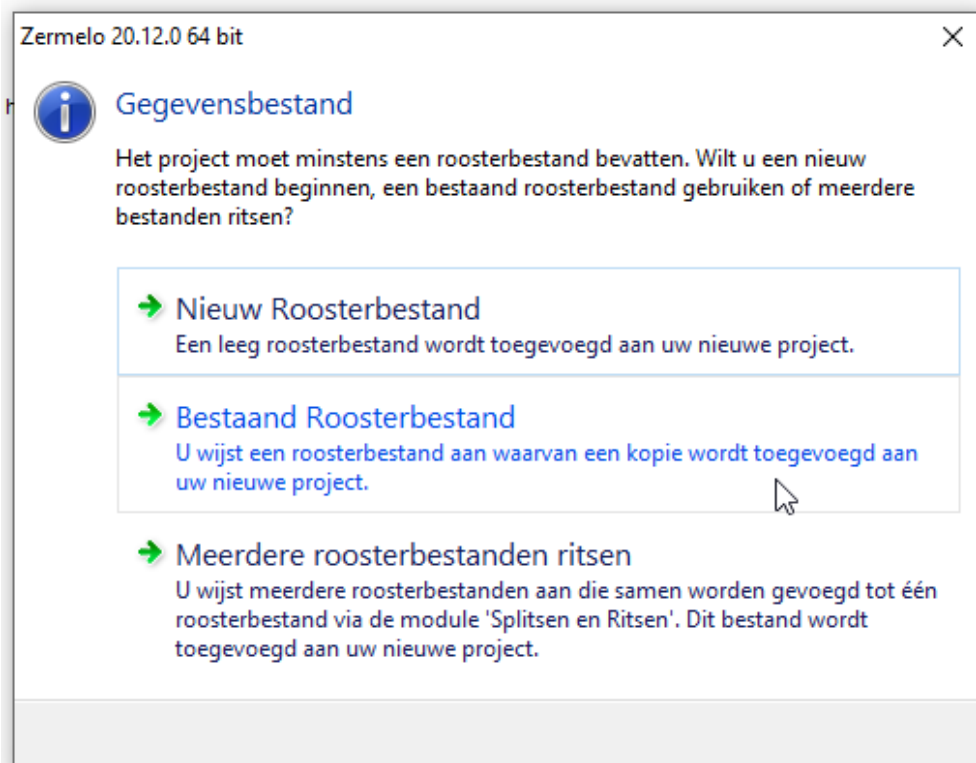 Zermelo 20.12.0 64 bit
Gegevensbestand
Het project moet minstens een roosterbestand bevatten. Wilt u een nieuw
roosterbestand beginnen, een bestaand roosterbestand gebruiken of meerdere
bestanden ritsen?
Nieuw Roosterbestand
Een leeg roosterbestand wordt toegevoegd aan uw nieuwe project.
Bestaand Roosterbestand
U wijst een roosterbestand aan waarvan een kopie wordt toegevoegd aan
uw nieuwe project.
Meerdere roosterbestanden ritsen
U wijst meerdere roosterbestanden aan die samen worden gevoegd tot één
roosterbestand via de module 'Splitsen en Ritsen'. Dit bestand wordt
toegevoegd aan uw nieuwe project.